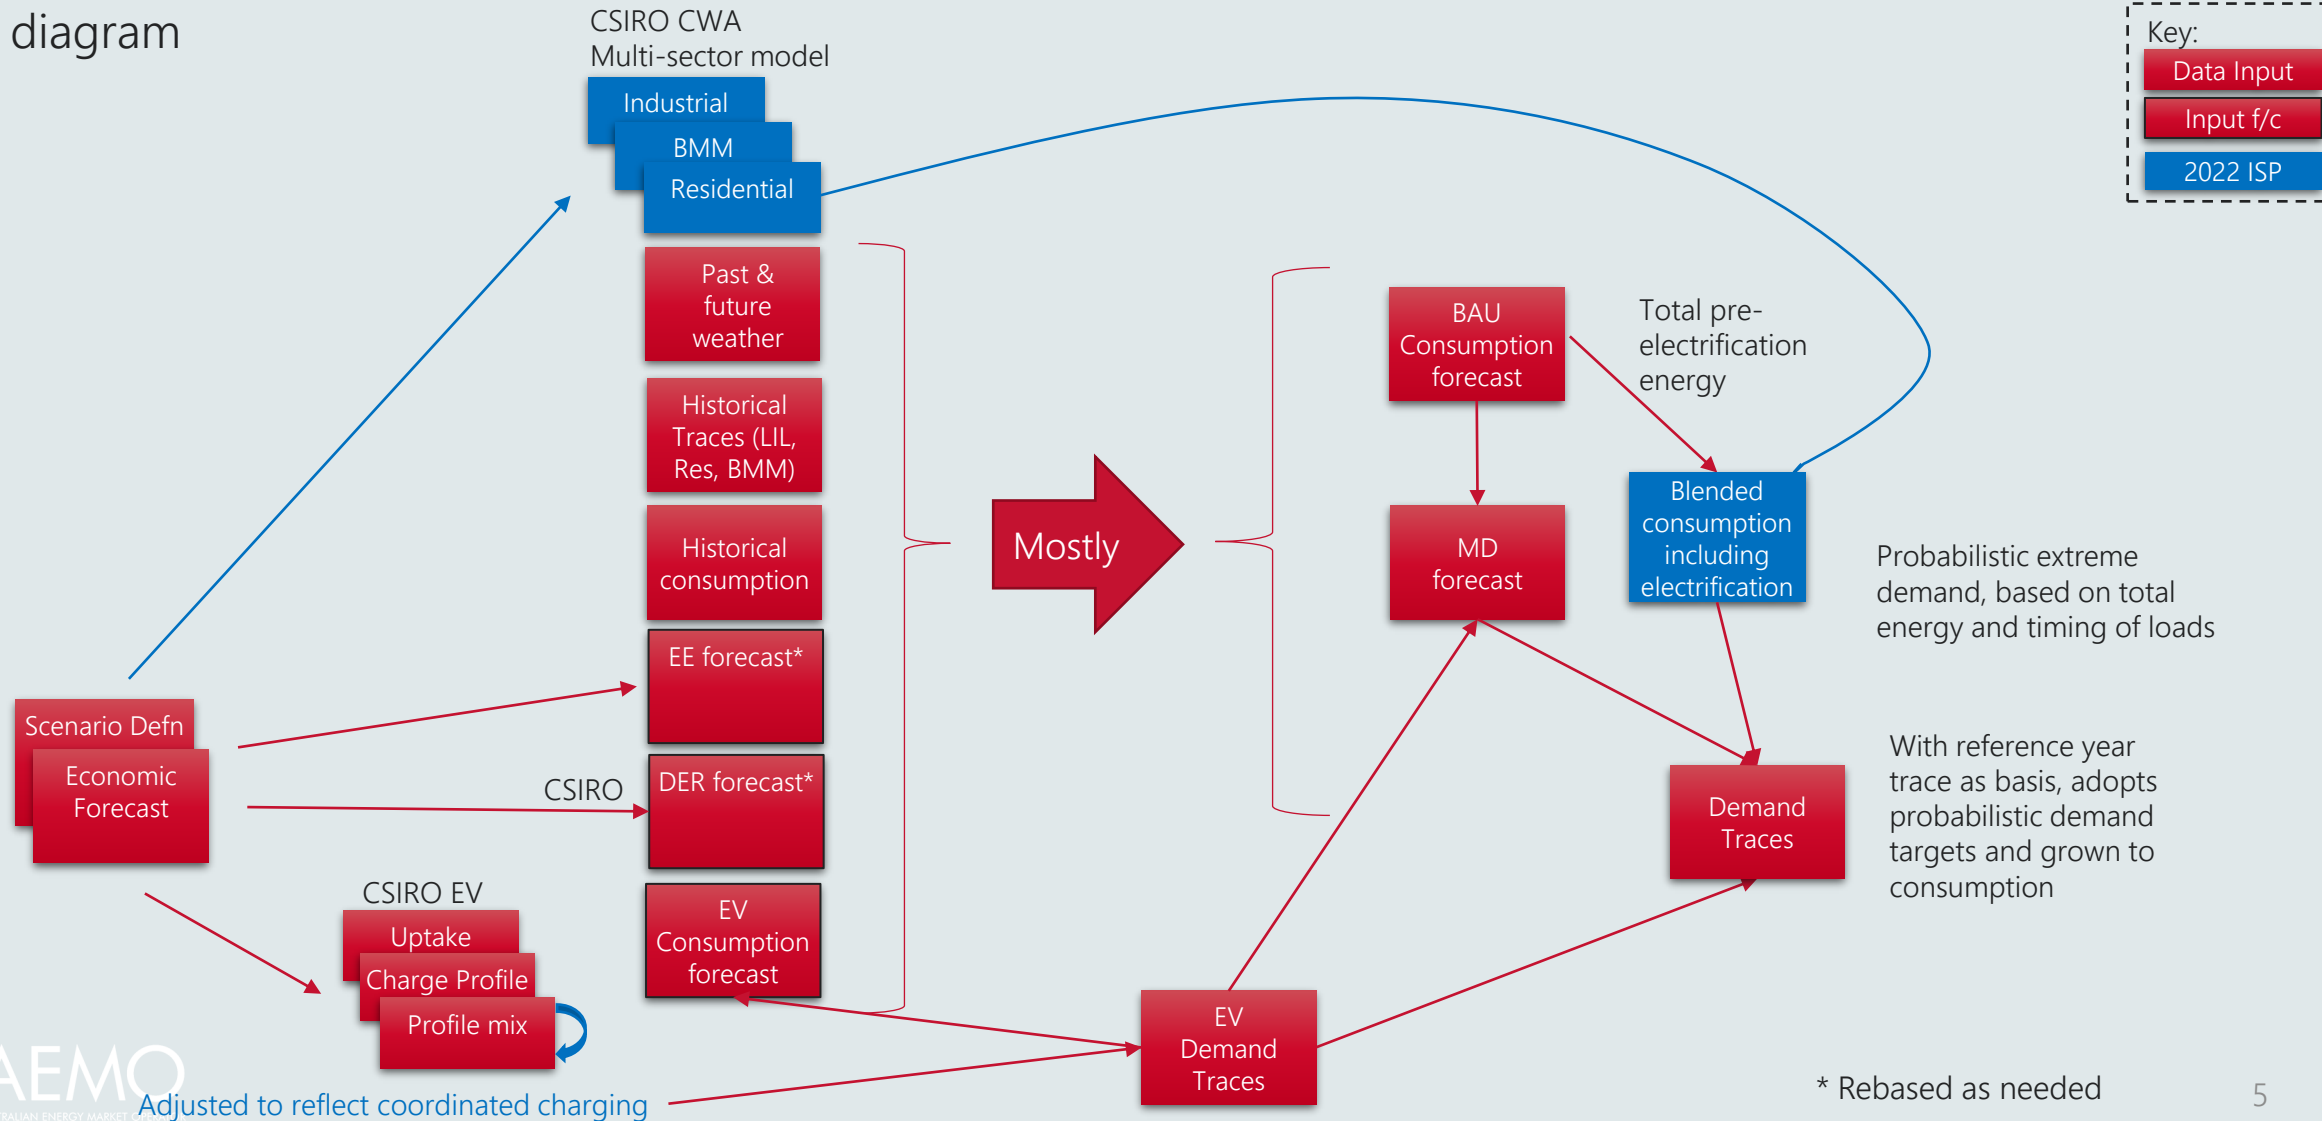 diagram
CSIRO CWA
Multi-sector model
Industrial
BMM
Residential
Key:
Data Input
Input f/c
2022 ISP
Past &
future
weather
Historical
Traces (LIL,
Res, BMM)
Historical
consumption
EE forecast*
CSIRO
DER forecast*
EV
Consumption
forecast
Scenario Defn
Economic
Forecast
CSIRO EV
Uptake
Charge Profile
Profile mix
Adjusted to reflect coordinated charging
Mostly
BAU
Consumption
forecast
Total pre-
electrification
energy
MD
forecast
Blended
consumption
including
electrification
Probabilistic extreme
demand, based on total
energy and timing of loads
Demand
Traces
With reference year
trace as basis, adopts
probabilistic demand
targets and grown to
consumption
EV
Demand
Traces
* Rebased as needed
5
AEMO
ENERGY MARKET